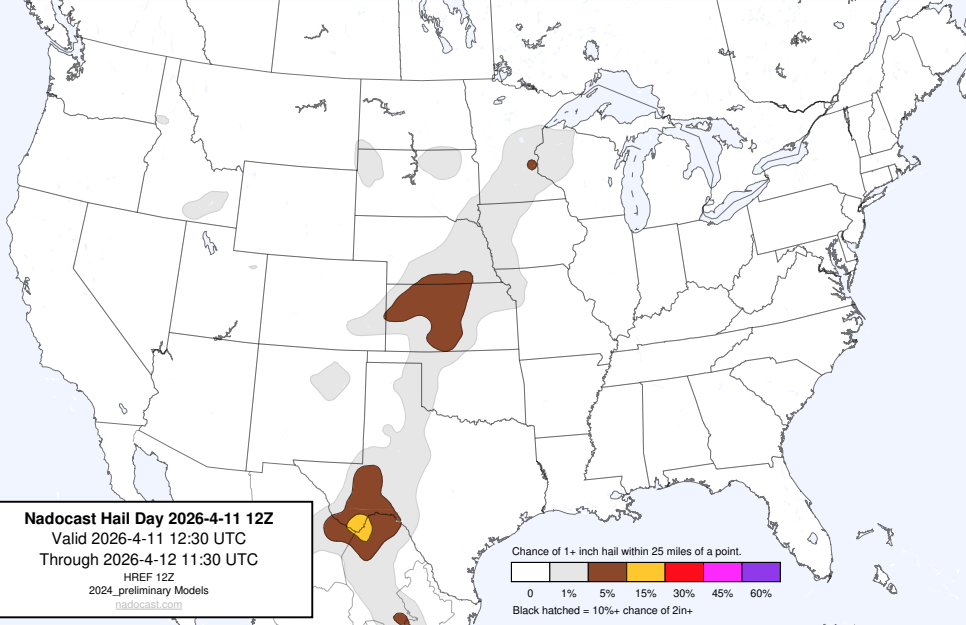 Nadocast Hail Day 2026-4-11 12Z
Valid 2026-4-11 12:30 UTC
Through 2026-4-12 11:30 UTC
HREF 12Z
2024_preliminary Models
nadocast.com
Chance of 1+ inch hail within 25 miles of a point.
0 1% 5% 15% 30% 45% 60%
Black hatched = 10%+ chance of 2in+